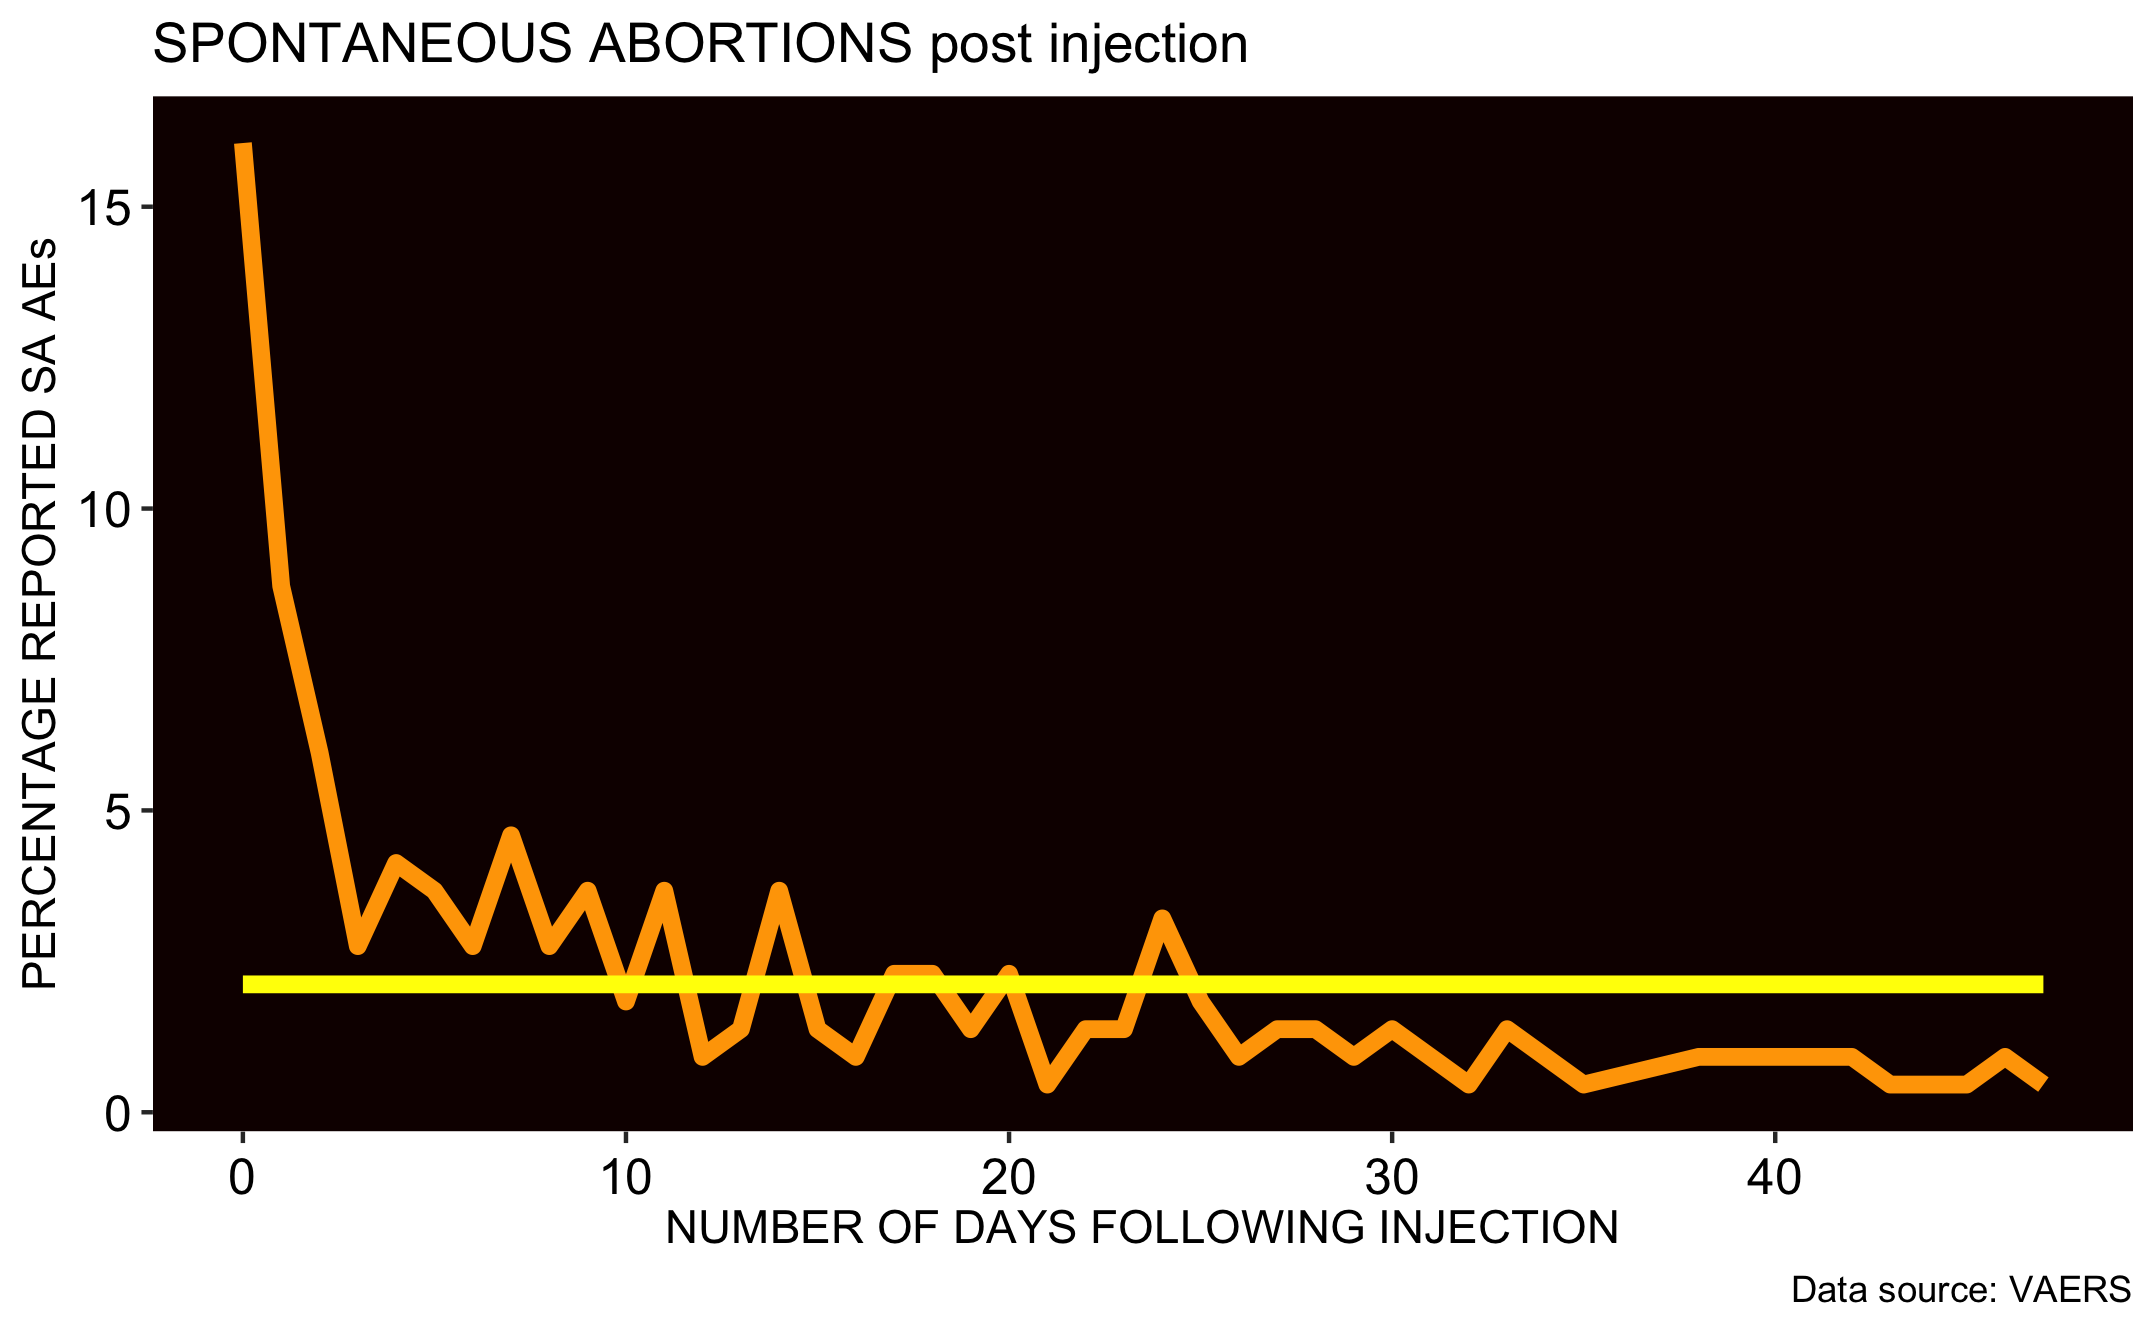 SPONTANEOUS ABORTIONS post injection
PERCENTAGE REPORTED SA AEs
15
10
5
0
0 10 20 30 40
NUMBER OF DAYS FOLLOWING INJECTION
Data source: VAERS